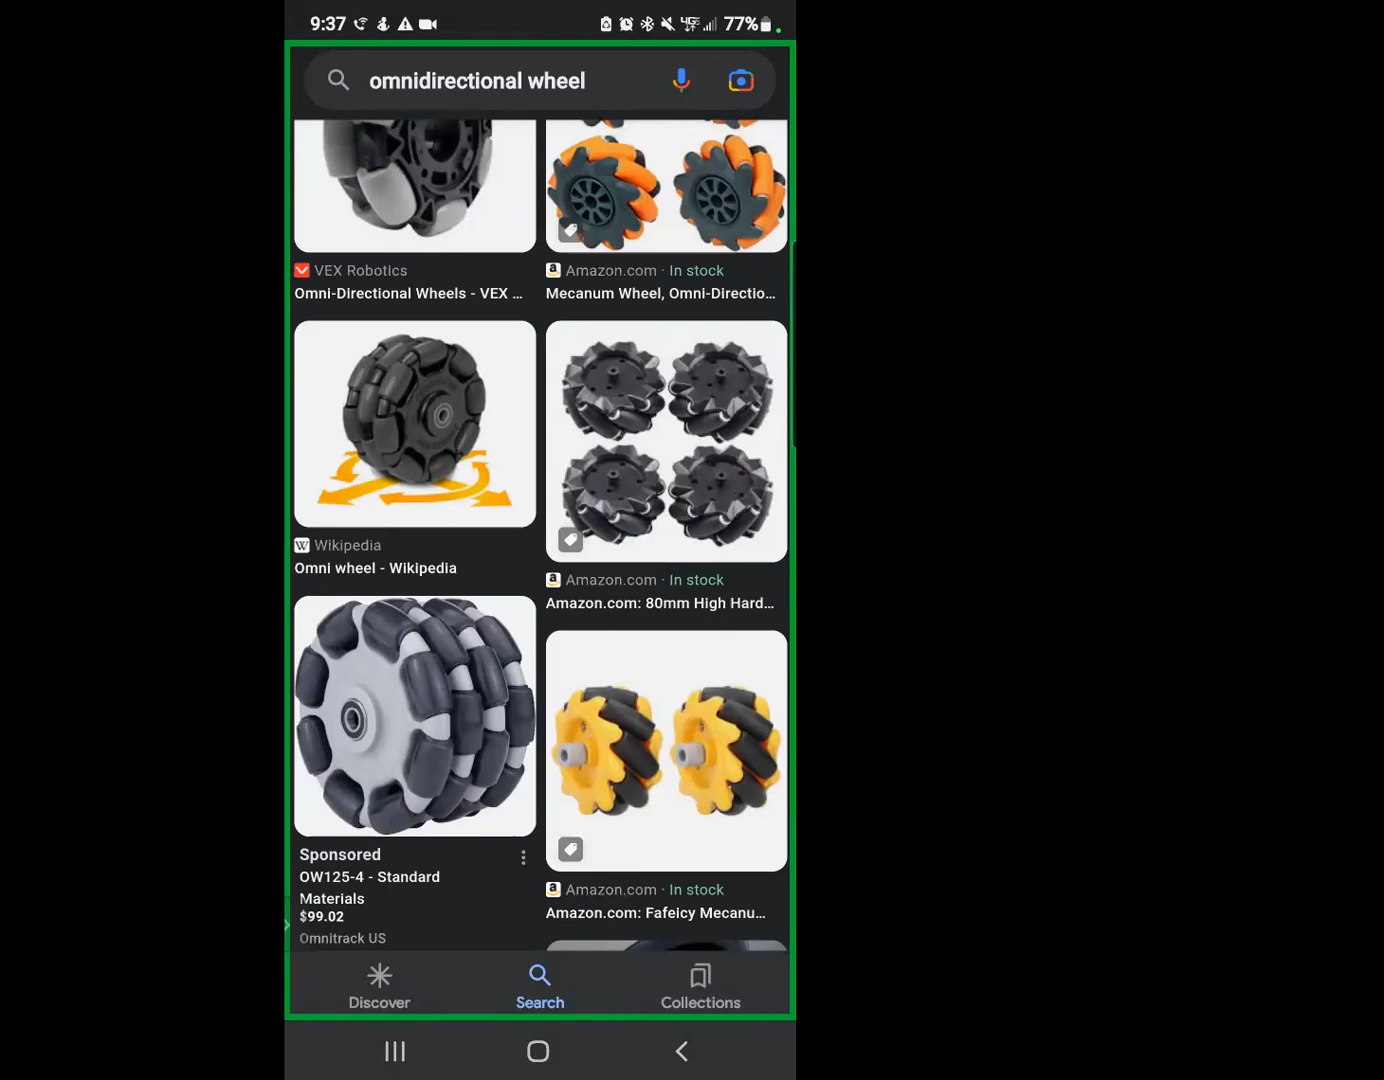 9:37
77%
omnidirectional wheel
VEX Robotics
Omni-Directional Wheels - VEX ...
Amazon.com · In stock
Mecanum Wheel, Omni-Directio...
W Wikipedia
Omni wheel - Wikipedia
a Amazon.com · In stock
Amazon.com: 80mm High Hard...
Sponsored
OW125-4 - Standard
Materials
$99.02
Omnitrack US
a Amazon.com · In stock
Amazon.com: Fafeicy Mecanu...
Discover
Search
Collections